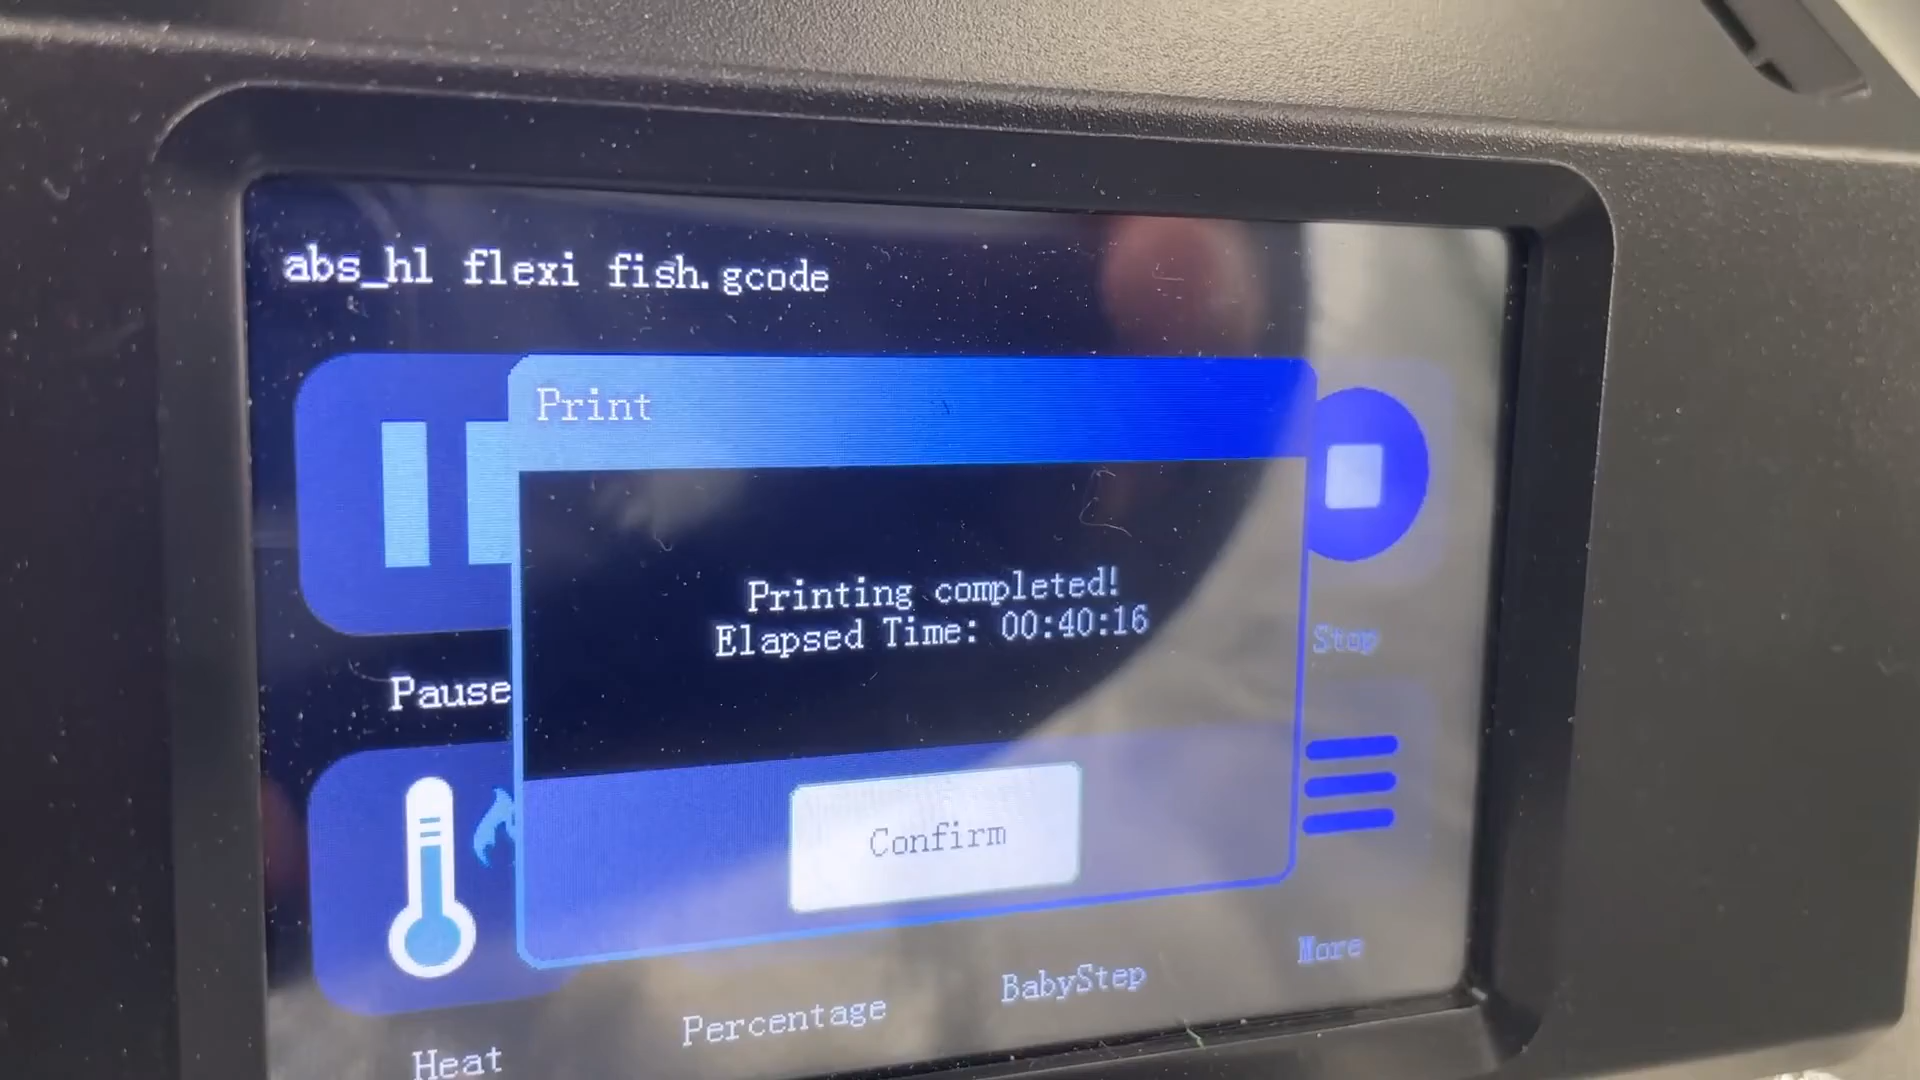 abs_hl flexi fish.gcode
Print
Printing completed!
Elapsed Time: 00:40:16
Stop
Pause
Confirm
More
BabyStep
Percentage
Heat